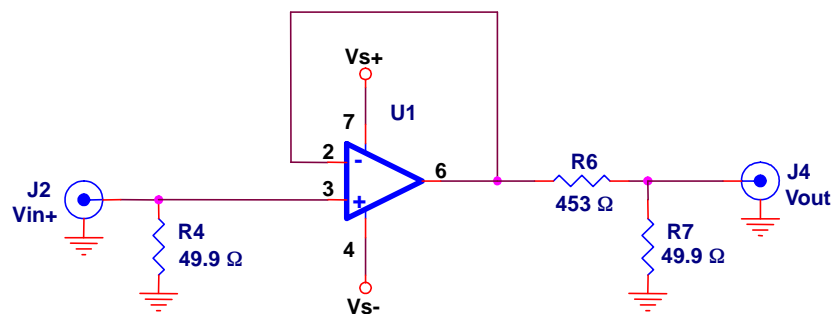 Vs+
U1
7
2
-
6
3
+
4
Vs-
J2
Vin+
R4
49.9 Ω
R6
453 Ω
R7
49.9 Ω
J4
Vout